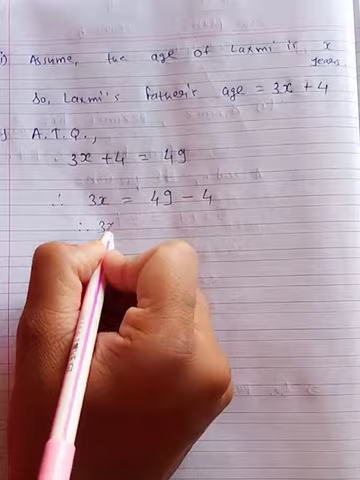 i) Assume, the age of Laxmi is x years.
So, Laxmi's father's age = 3x + 4
A.T.Q.,
3x + 4 = 49
∴ 3x = 49 - 4
∴ 3x